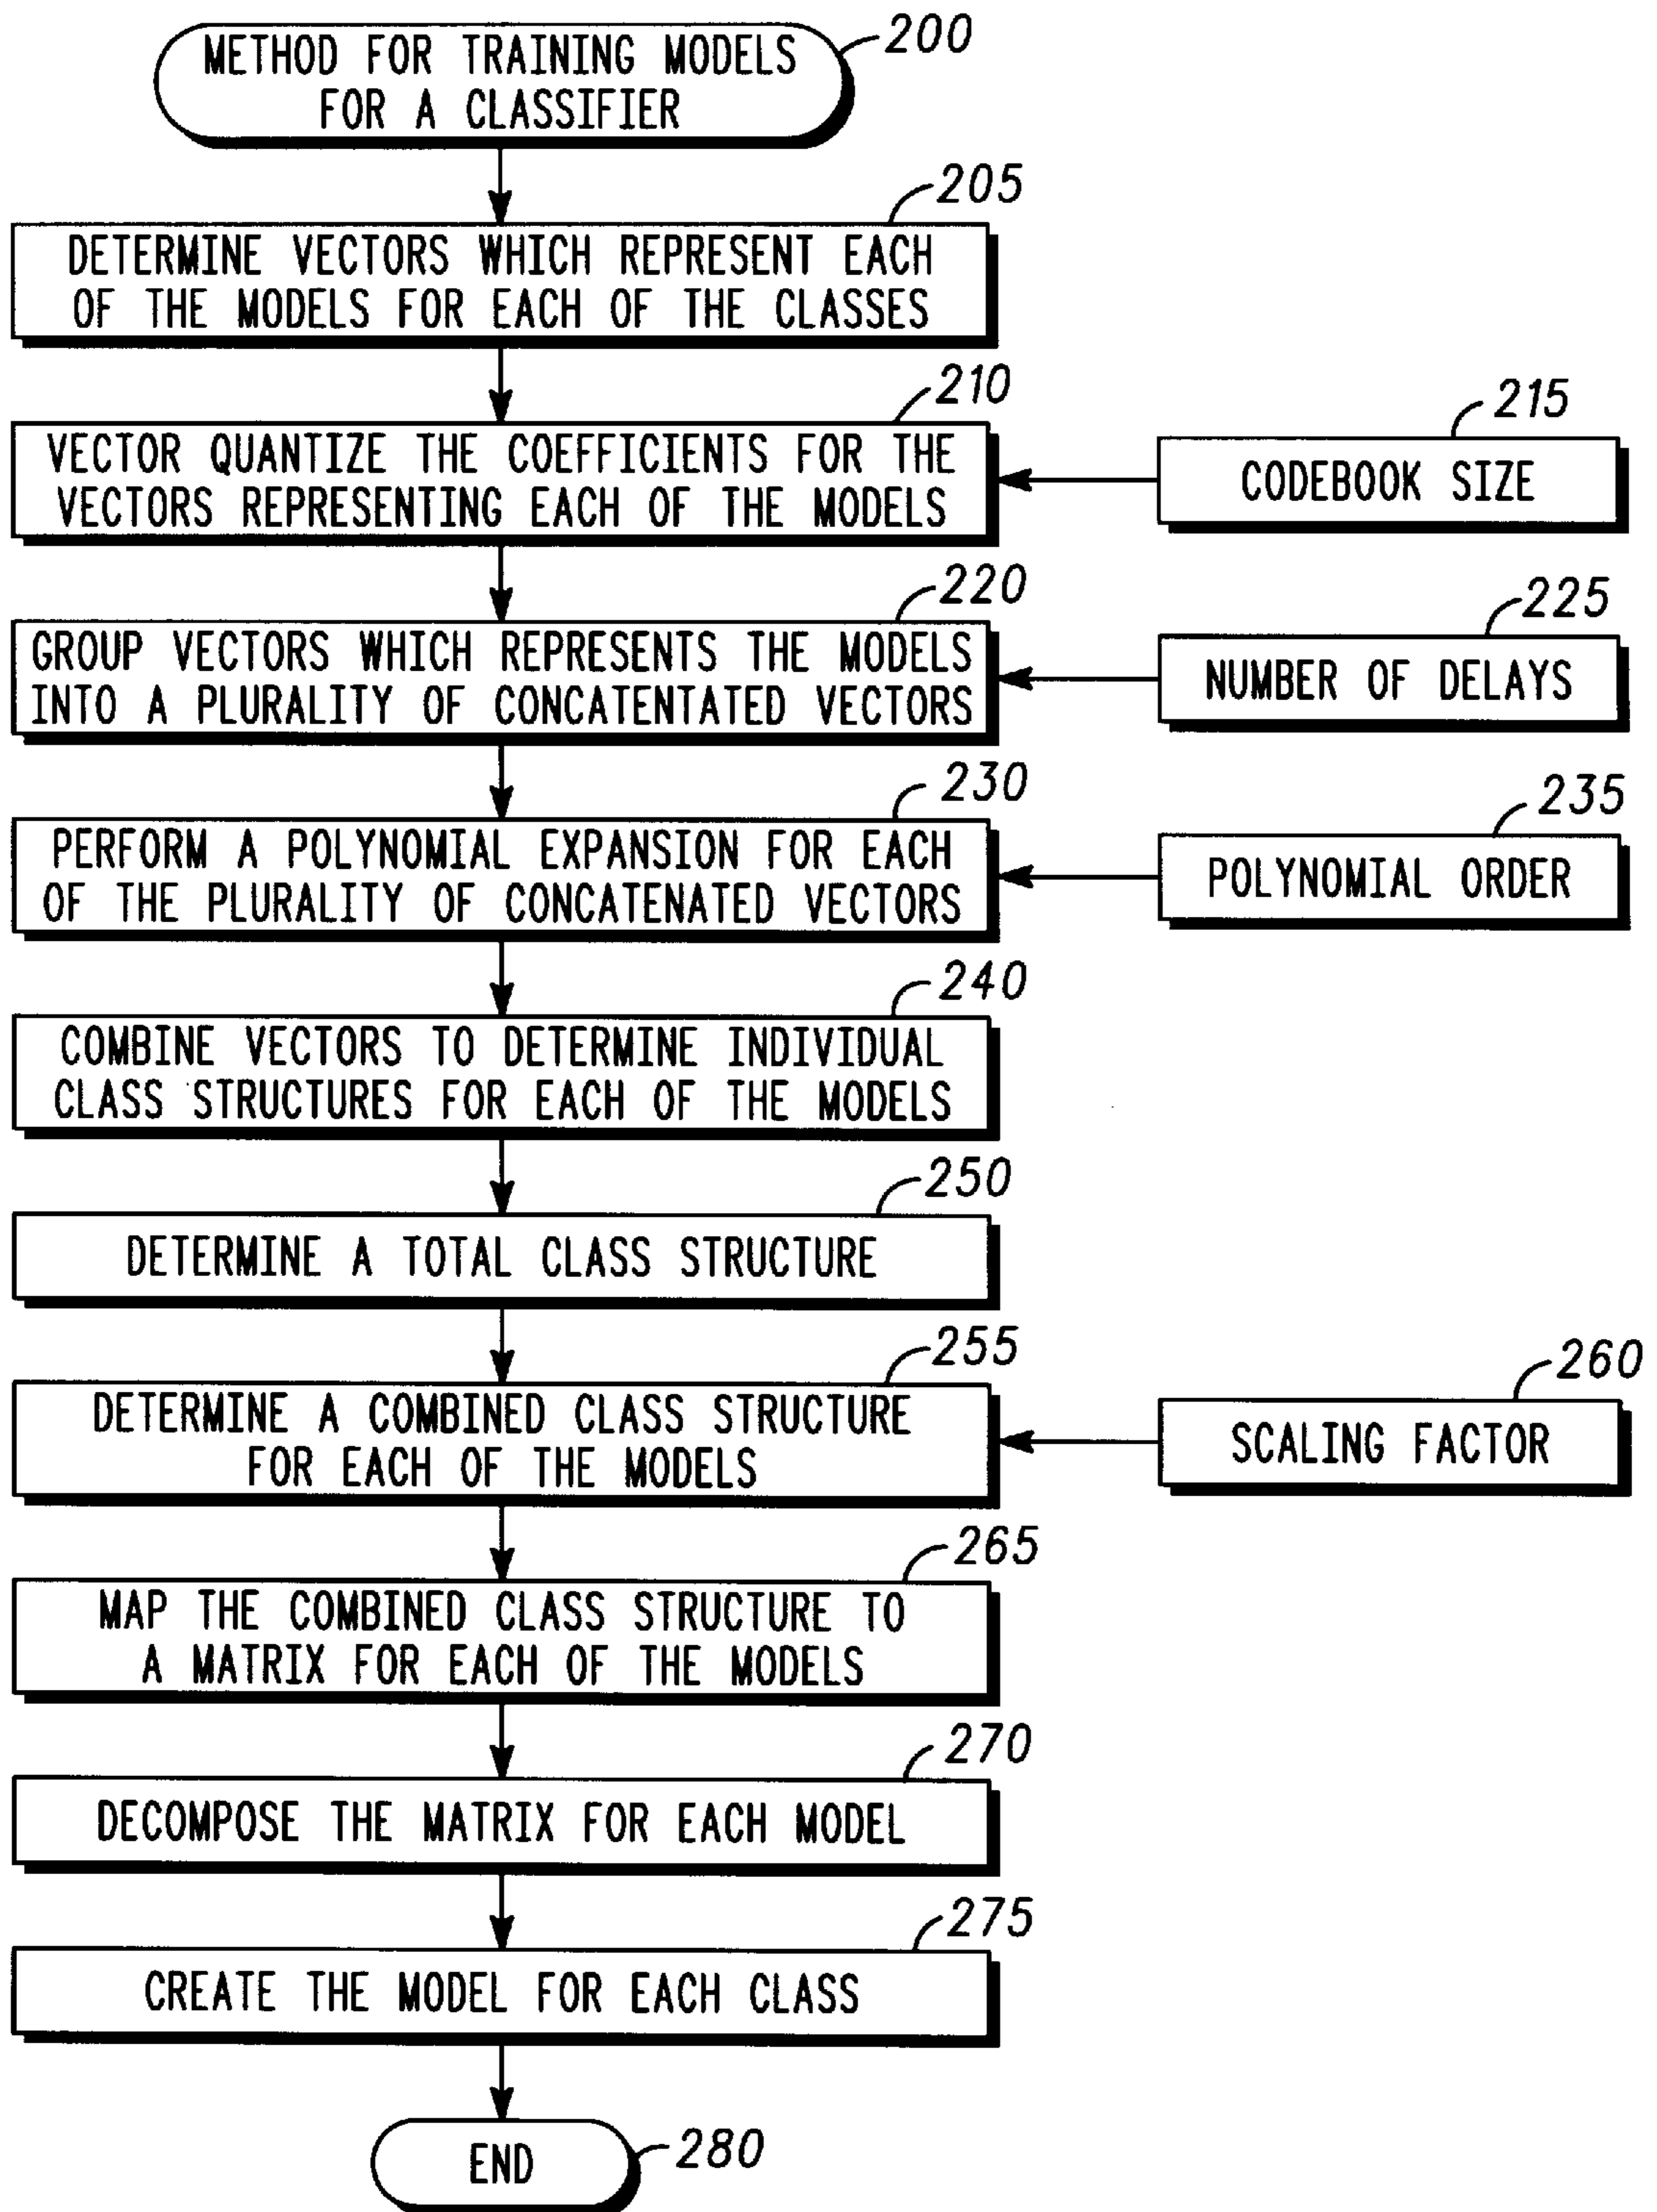 METHOD FOR TRAINING MODELS
FOR A CLASSIFIER
200
205
DETERMINE VECTORS WHICH REPRESENT EACH
OF THE MODELS FOR EACH OF THE CLASSES
210
VECTOR QUANTIZE THE COEFFICIENTS FOR THE
VECTORS REPRESENTING EACH OF THE MODELS
215
CODEBOOK SIZE
220
GROUP VECTORS WHICH REPRESENTS THE MODELS
INTO A PLURALITY OF CONCATENTATED VECTORS
225
NUMBER OF DELAYS
230
PERFORM A POLYNOMIAL EXPANSION FOR EACH
OF THE PLURALITY OF CONCATENATED VECTORS
235
POLYNOMIAL ORDER
240
COMBINE VECTORS TO DETERMINE INDIVIDUAL
CLASS STRUCTURES FOR EACH OF THE MODELS
250
DETERMINE A TOTAL CLASS STRUCTURE
255
DETERMINE A COMBINED CLASS STRUCTURE
FOR EACH OF THE MODELS
260
SCALING FACTOR
265
MAP THE COMBINED CLASS STRUCTURE TO
A MATRIX FOR EACH OF THE MODELS
270
DECOMPOSE THE MATRIX FOR EACH MODEL
275
CREATE THE MODEL FOR EACH CLASS
END
280